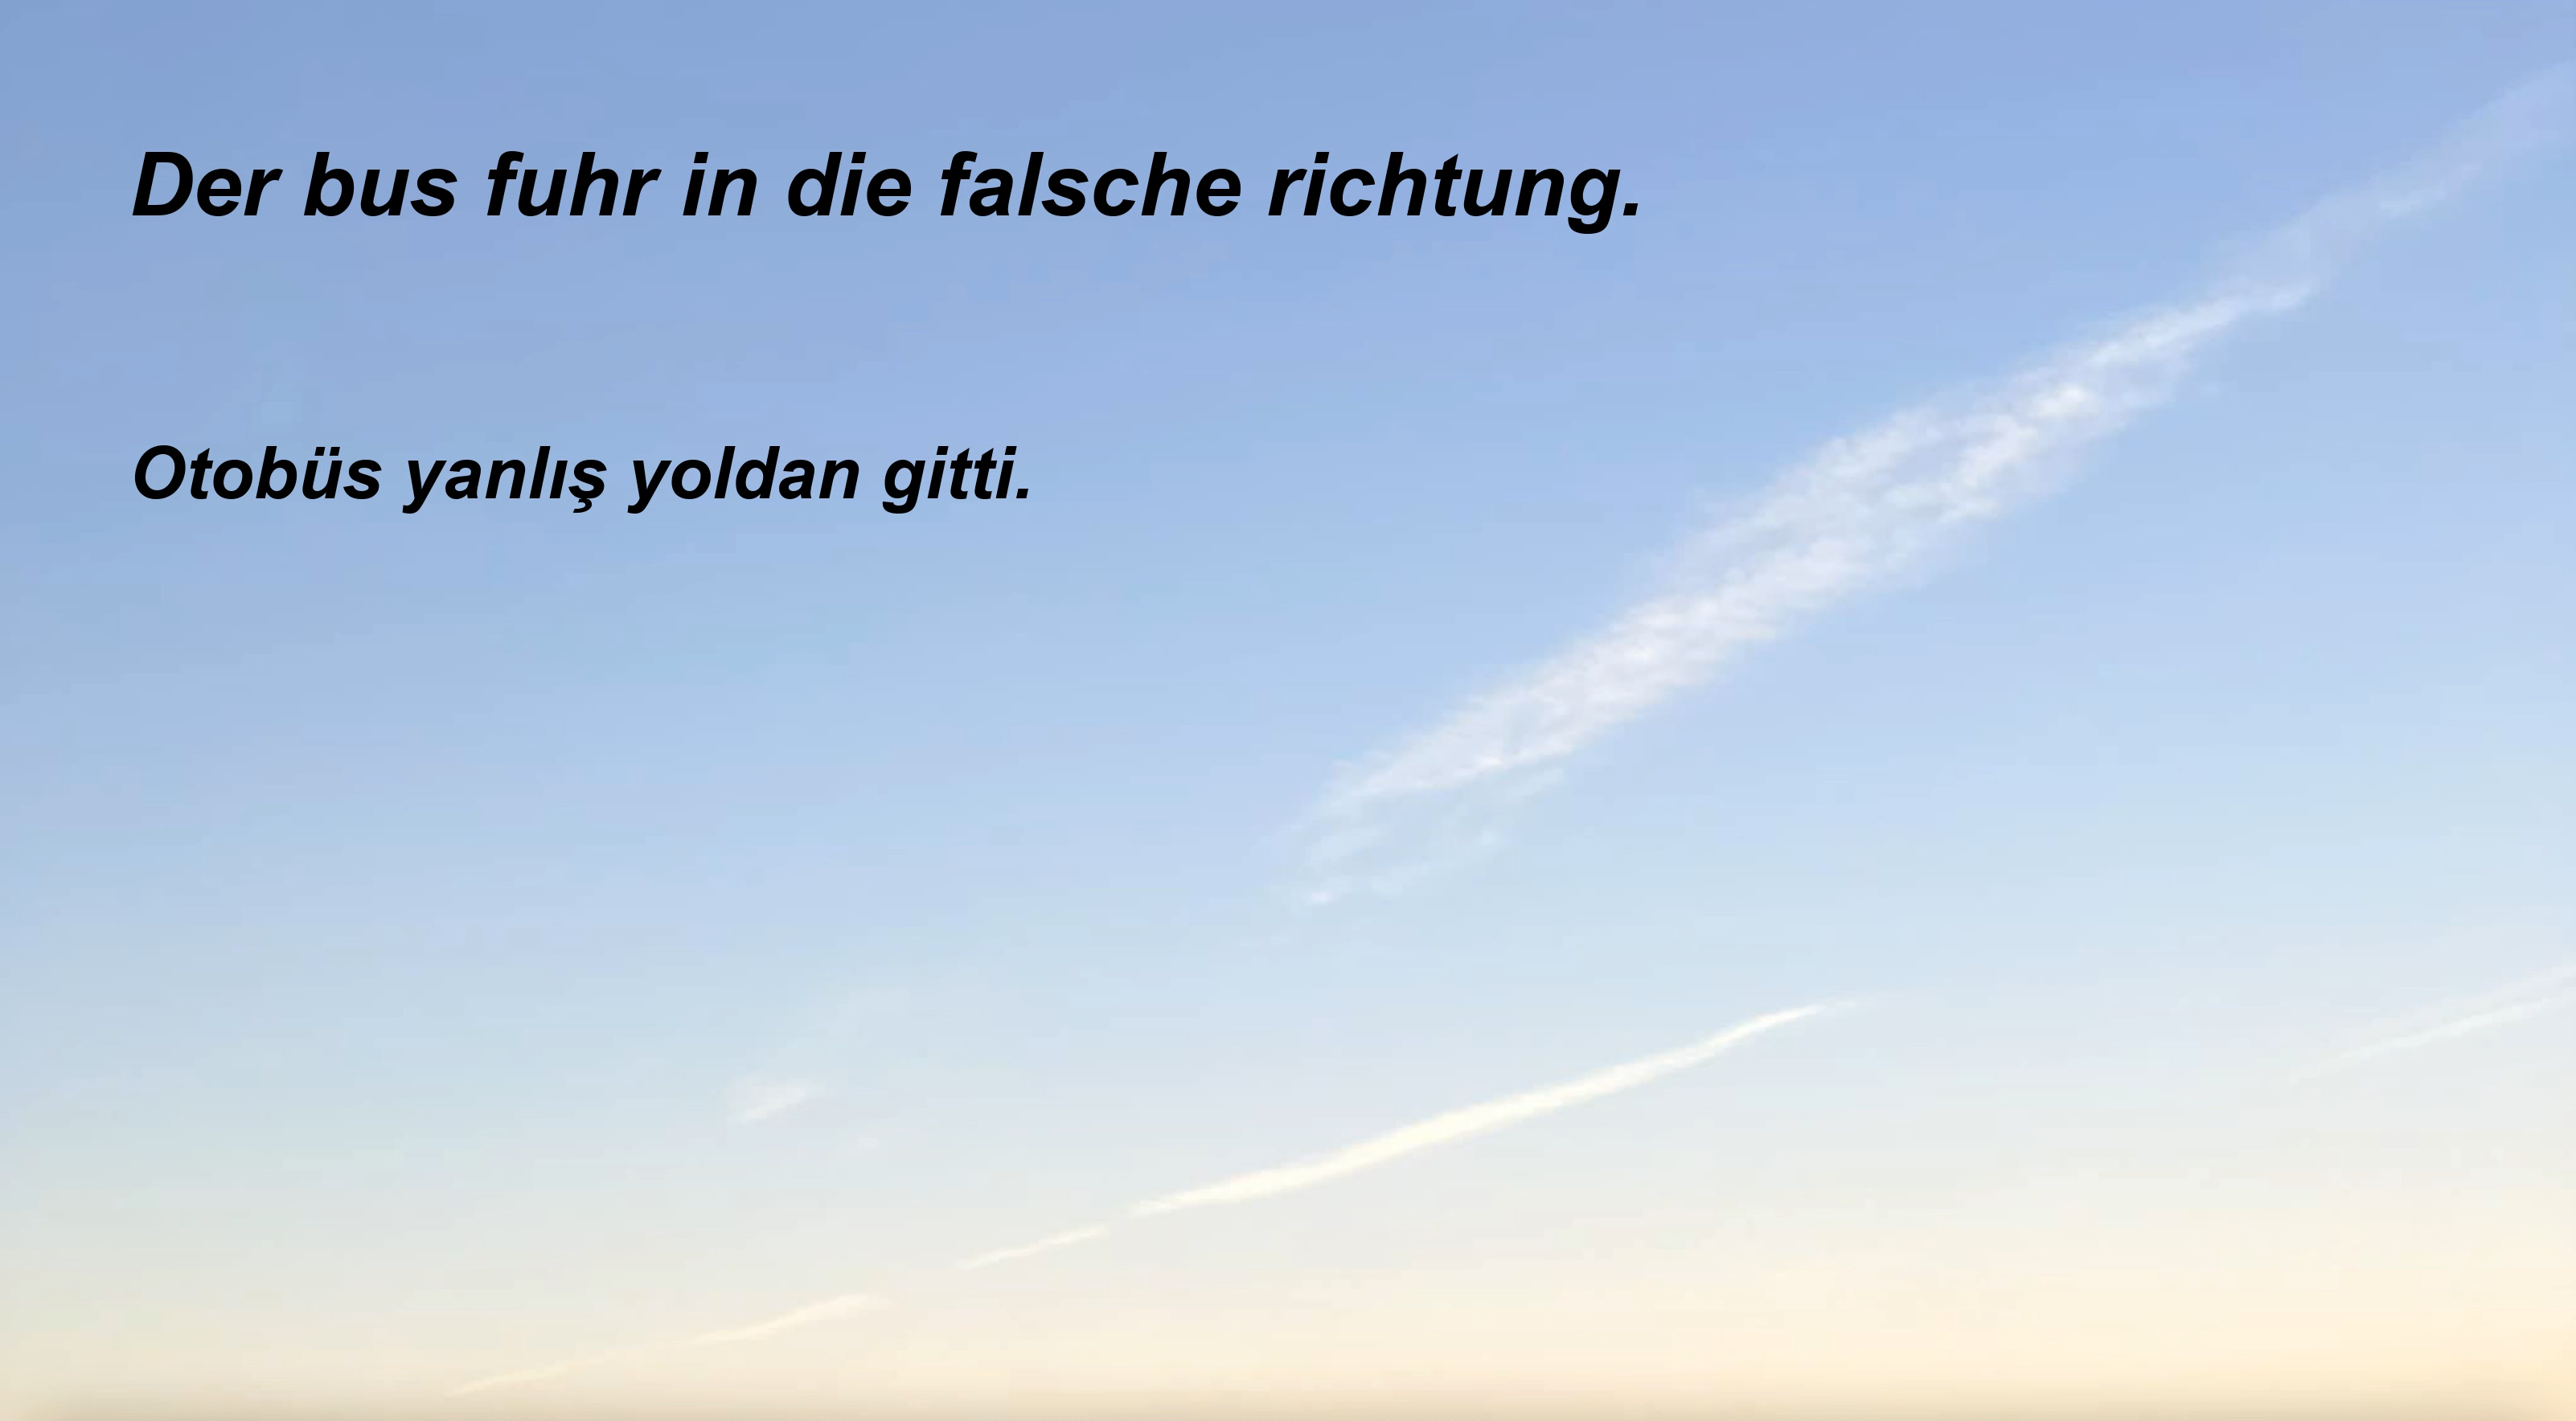 Der bus fuhr in die falsche richtung.
Otobüs yanlış yoldan gitti.